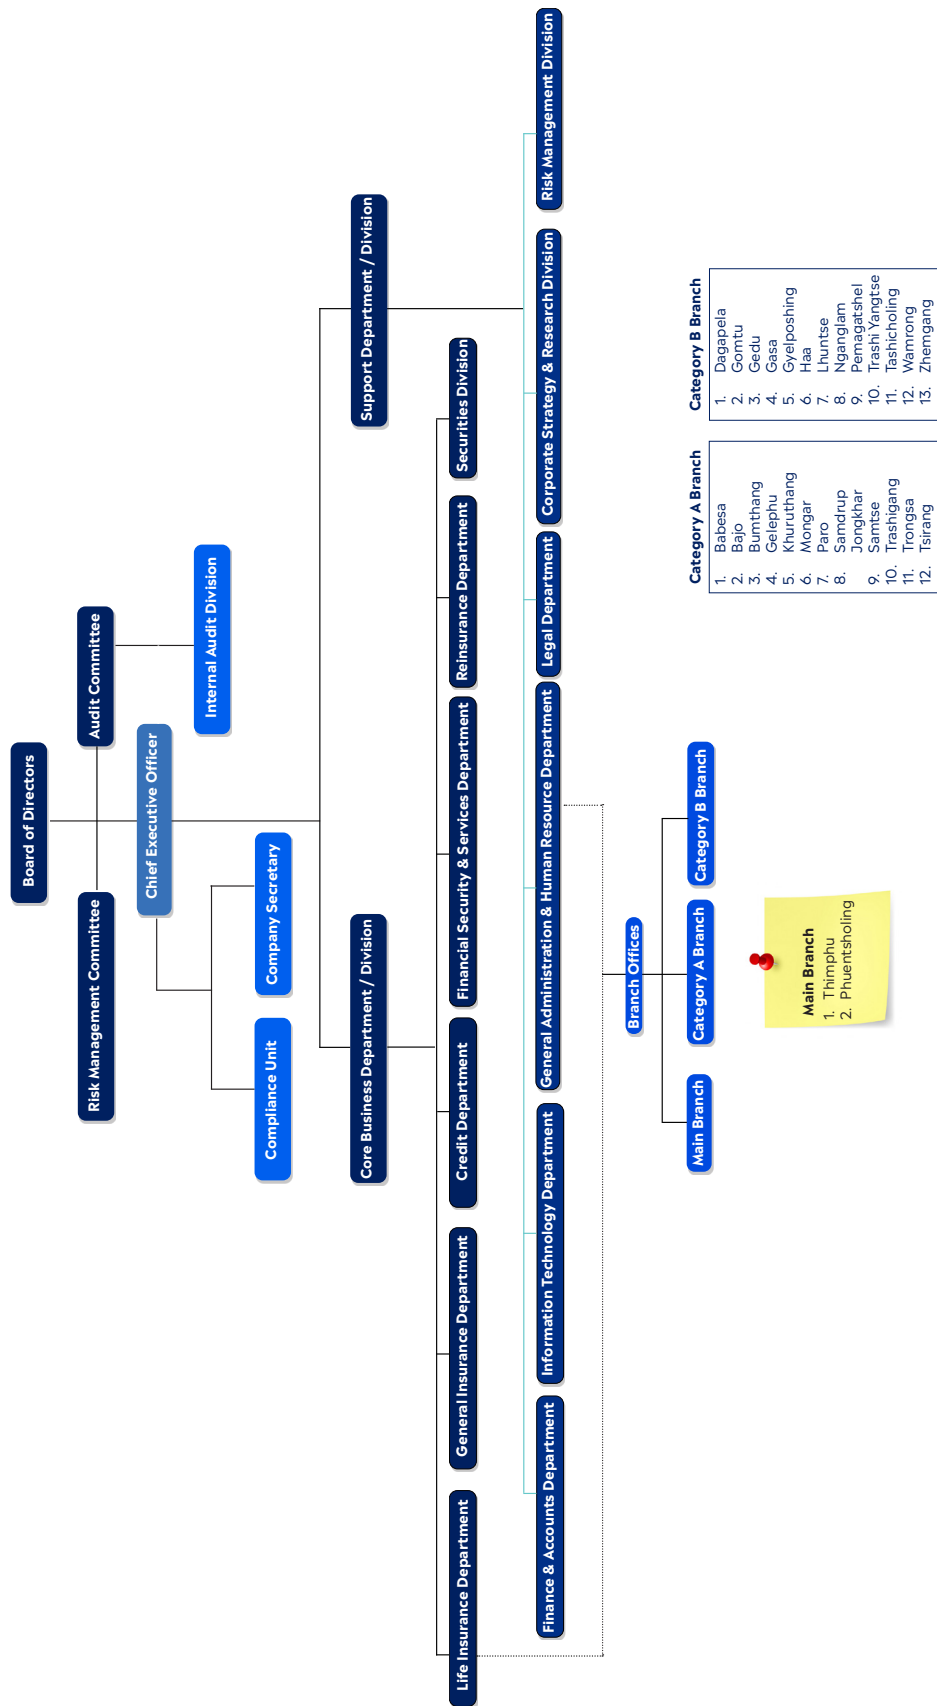 Board of Directors
Risk Management Committee
Audit Committee
Chief Executive Officer
Internal Audit Division
Compliance Unit
Company Secretary
Core Business Department / Division
Support Department / Division
Life Insurance Department
General Insurance Department
Credit Department
Financial Security & Services Department
Reinsurance Department
Securities Division
Finance & Accounts Department
Information Technology Department
General Administration & Human Resource Department
Legal Department
Corporate Strategy & Research Division
Risk Management Division
Branch Offices
Main Branch
Category A Branch
Category B Branch
Main Branch
1. Thimphu
2. Phuentsholing
Category A Branch
1. Babesa
2. Bajo
3. Bumthang
4. Gelephu
5. Khuruthang
6. Mongar
7. Paro
8. Samdrup
Jongkhar
9. Samtse
10. Trashigang
11. Trongsa
12. Tsirang
Category B Branch
1. Dagapela
2. Gomtu
3. Gedu
4. Gasa
5. Gyelposhing
6. Haa
7. Lhuntse
8. Nganglam
9. Pemagatshel
10. Trashi Yangtse
11. Tashicholing
12. Wamrong
13. Zhemgang